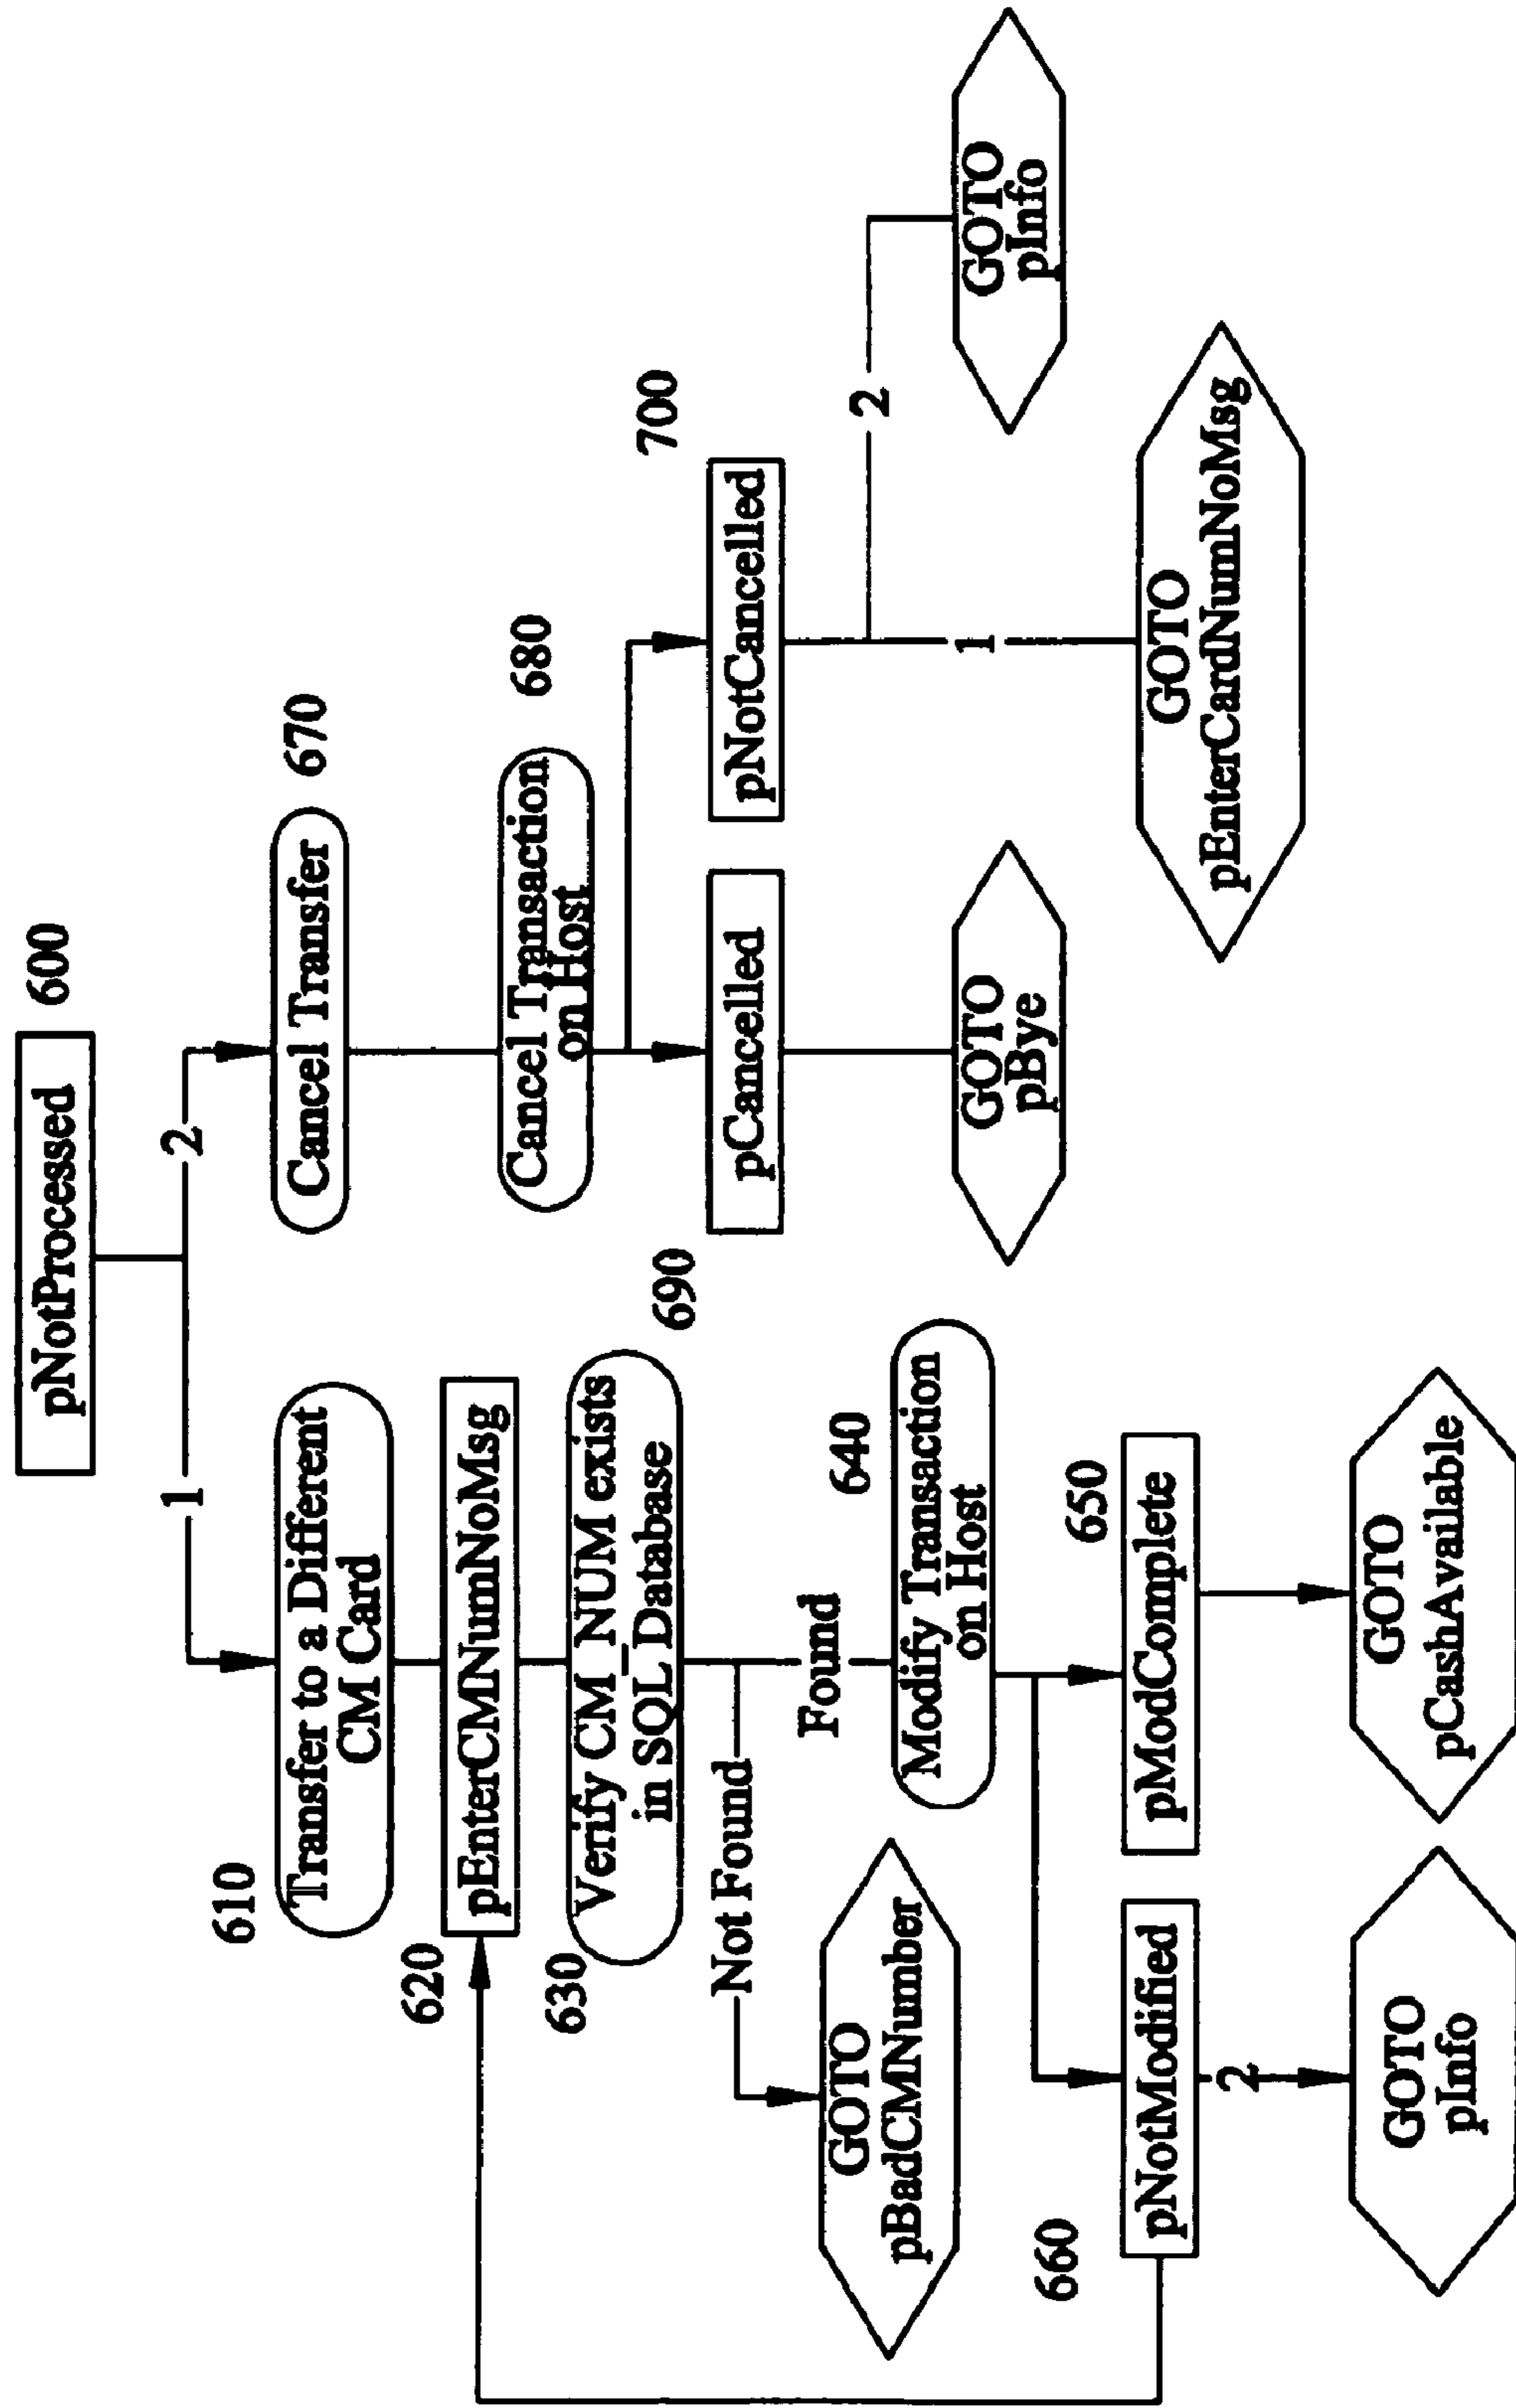 pNotProcessed
600
1
2
610
Transfer to a Different
CM Card
Cancel Transfer
670
620
pEnterCMNumNoMsg
630
Verify CM_NUM exists
in SQL Database
Cancel Transaction
on Host
680
690
pCancelled
pNotCancelled
700
Not Found
Found
GOTO
pBadCMNumber
640
Modify Transaction
on Host
GOTO
pBye
2
GOTO
pInfo
1
GOTO
pEnterCardNumNoMsg
660
pNotModified
650
pModComplete
2
GOTO
pInfo
GOTO
pCashAvailable